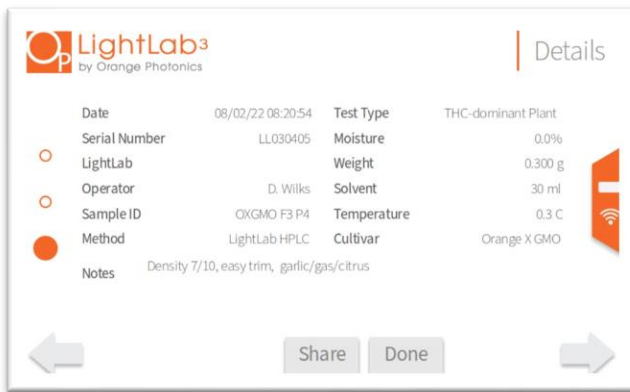 OP LightLab3
by Orange Photonics
Details
Date 08/02/22 08:20:54 Test Type THC-dominant Plant
Serial Number LL030405 Moisture 0.0%
LightLab Weight 0.300 g
Operator D. Wilks Solvent 30 ml
Sample ID OXGMO F3 P4 Temperature 0.3 C
Method LightLab HPLC Cultivar Orange X GMO
Notes Density 7/10, easy trim, garlic/gas/citrus
Share Done